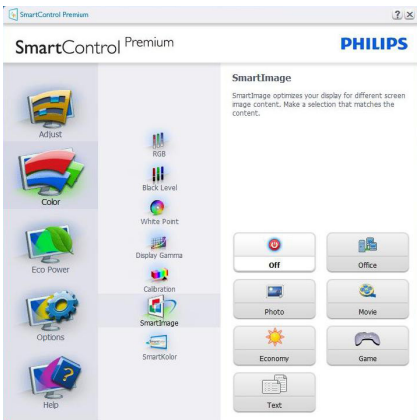 SmartControl Premium
SmartControl Premium
PHILIPS
Adjust
Color
Eco Power
Options
Help
RGB
Black Level
White Point
Display Gamma
Calibration
SmartImage
SmartKolor
SmartImage
SmartImage optimizes your display for different screen
image content. Make a selection that matches the
content.
Off
Office
Photo
Movie
Economy
Game
Text